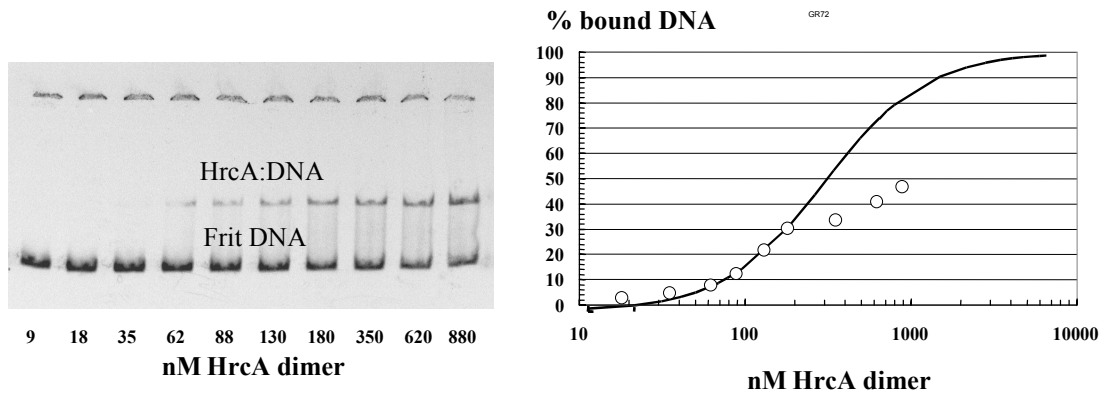 HrcA:DNA
Frit DNA
9 18 35 62 88 130 180 350 620 880
nM HrcA dimer
% bound DNA
GR72
100
90
80
70
60
50
40
30
20
10
0
10 100 1000 10000
nM HrcA dimer